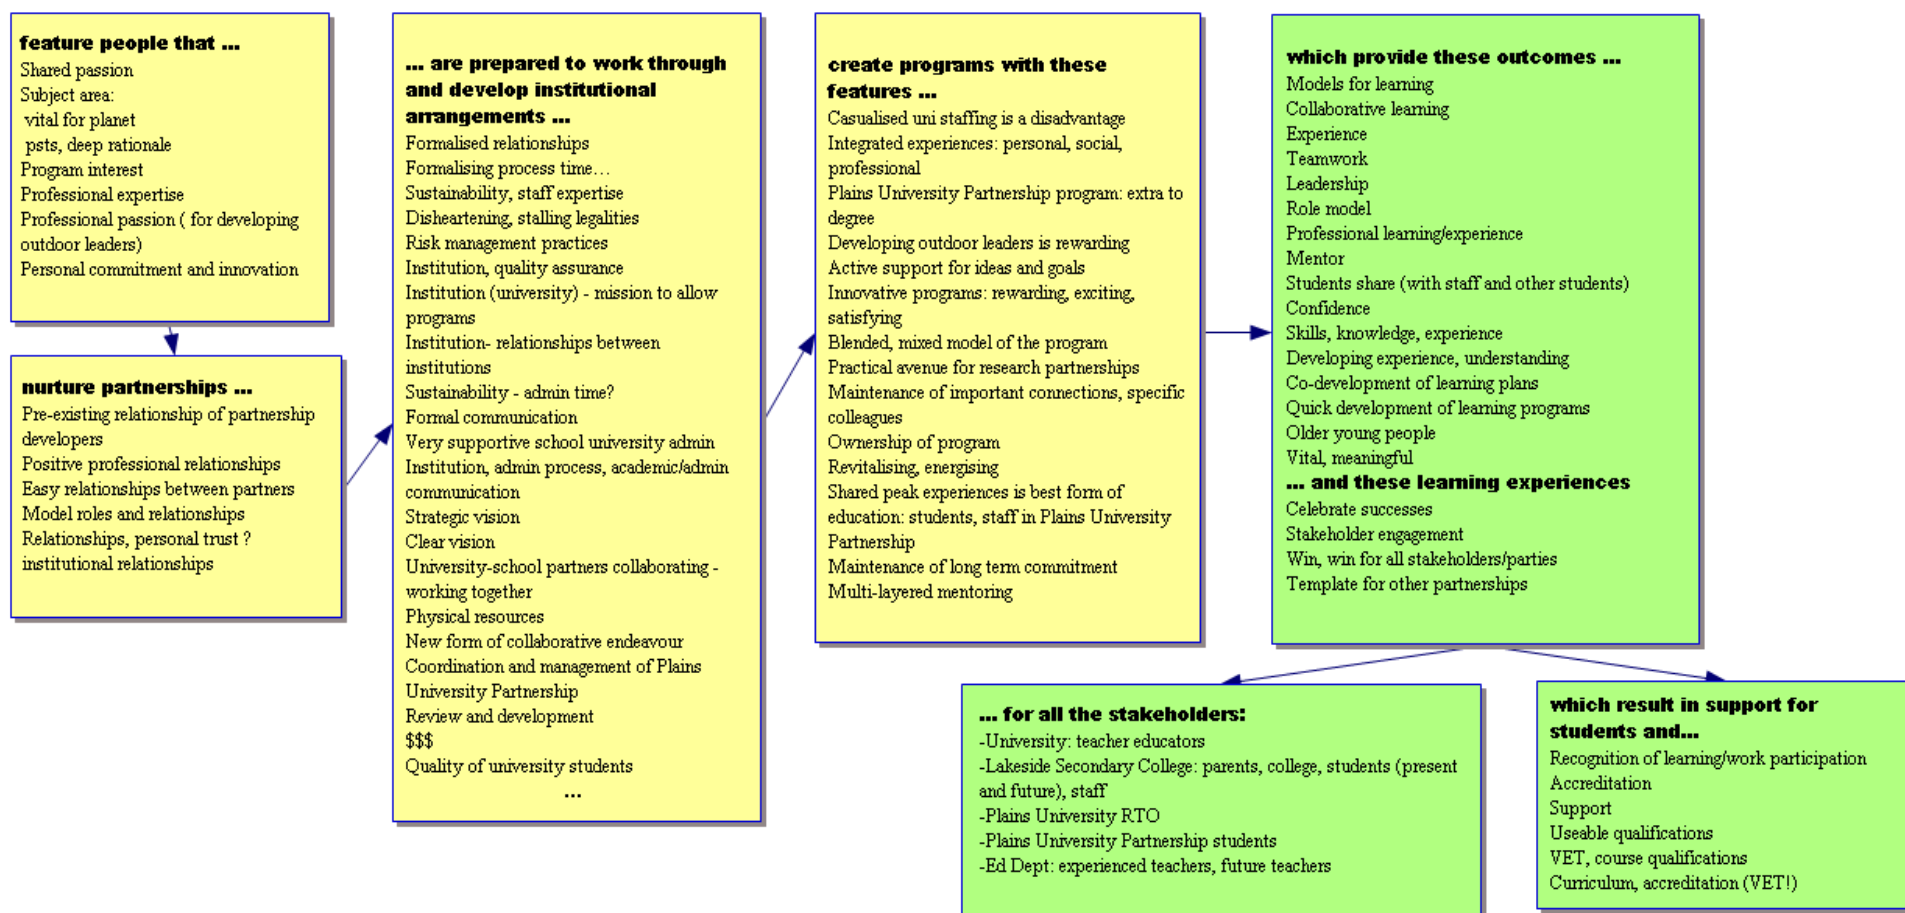 feature people that ...
Shared passion
Subject area:
vital for planet
psts, deep rationale
Program interest
Professional expertise
Professional passion ( for developing
outdoor leaders)
Personal commitment and innovation
nurture partnerships ...
Pre-existing relationship of partnership
developers
Positive professional relationships
Easy relationships between partners
Model roles and relationships
Relationships, personal trust ?
institutional relationships
... are prepared to work through
and develop institutional
arrangements ...
Formalised relationships
Formalising process time...
Sustainability, staff expertise
Disheartening, stalling legalities
Risk management practices
Institution, quality assurance
Institution (university) - mission to allow
programs
Institution- relationships between
institutions
Sustainability - admin time?
Formal communication
Very supportive school university admin
Institution, admin process, academic/admin
communication
Strategic vision
Clear vision
University-school partners collaborating -
working together
Physical resources
New form of collaborative endeavour
Coordination and management of Plains
University Partnership
Review and development
$$$
Quality of university students
...
create programs with these
features ...
Casualised uni staffing is a disadvantage
Integrated experiences: personal, social,
professional
Plains University Partnership program: extra to
degree
Developing outdoor leaders is rewarding
Active support for ideas and goals
Innovative programs: rewarding, exciting,
satisfying
Blended, mixed model of the program
Practical avenue for research partnerships
Maintenance of important connections, specific
colleagues
Ownership of program
Revitalising, energising
Shared peak experiences is best form of
education: students, staff in Plains University
Partnership
Maintenance of long term commitment
Multi-layered mentoring
which provide these outcomes ...
Models for learning
Collaborative learning
Experience
Teamwork
Leadership
Role model
Professional learning/experience
Mentor
Students share (with staff and other students)
Confidence
Skills, knowledge, experience
Developing experience, understanding
Co-development of learning plans
Quick development of learning programs
Older young people
Vital, meaningful
... and these learning experiences
Celebrate successes
Stakeholder engagement
Win, win for all stakeholders/parties
Template for other partnerships
... for all the stakeholders:
-University: teacher educators
-Lakeside Secondary College: parents, college, students (present
and future), staff
-Plains University RTO
-Plains University Partnership students
-Ed Dept: experienced teachers, future teachers
which result in support for
students and...
Recognition of learning/work participation
Accreditation
Support
Useable qualifications
VET, course qualifications
Curriculum, accreditation (VET!)